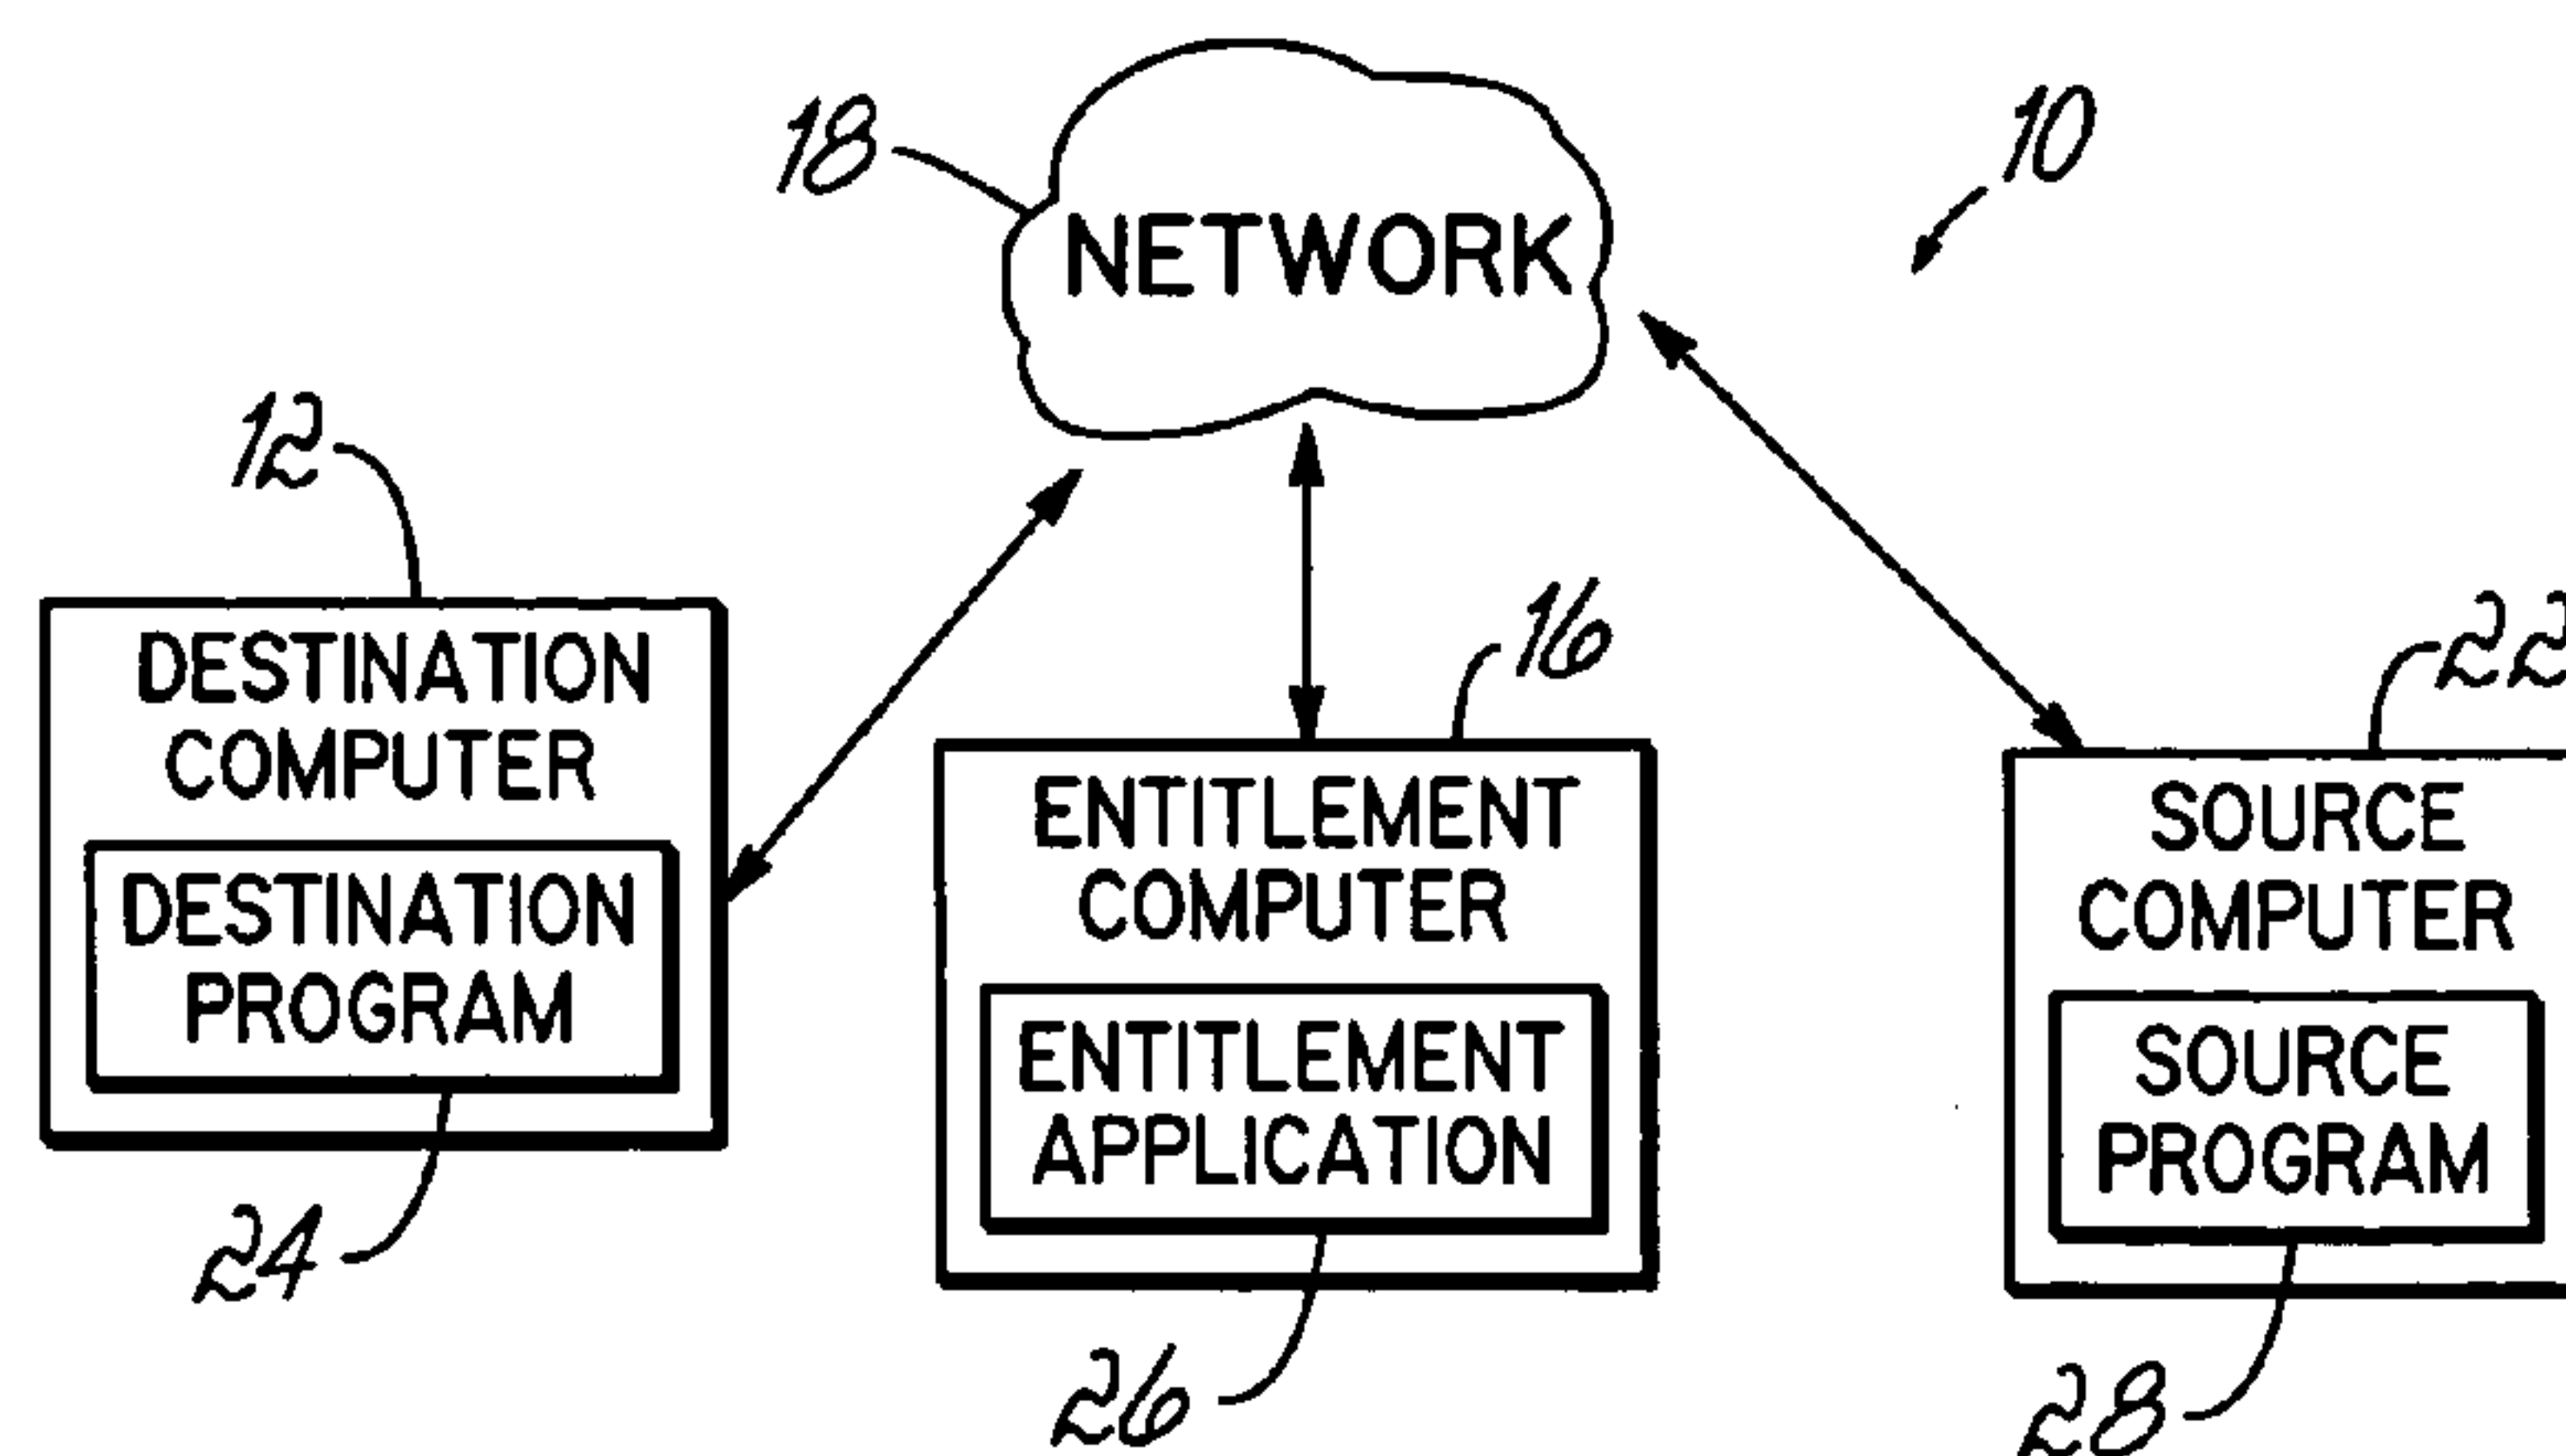 18
10
NETWORK
12
16
22
DESTINATION
COMPUTER
DESTINATION
PROGRAM
24
ENTITLEMENT
COMPUTER
ENTITLEMENT
APPLICATION
26
SOURCE
COMPUTER
SOURCE
PROGRAM
28